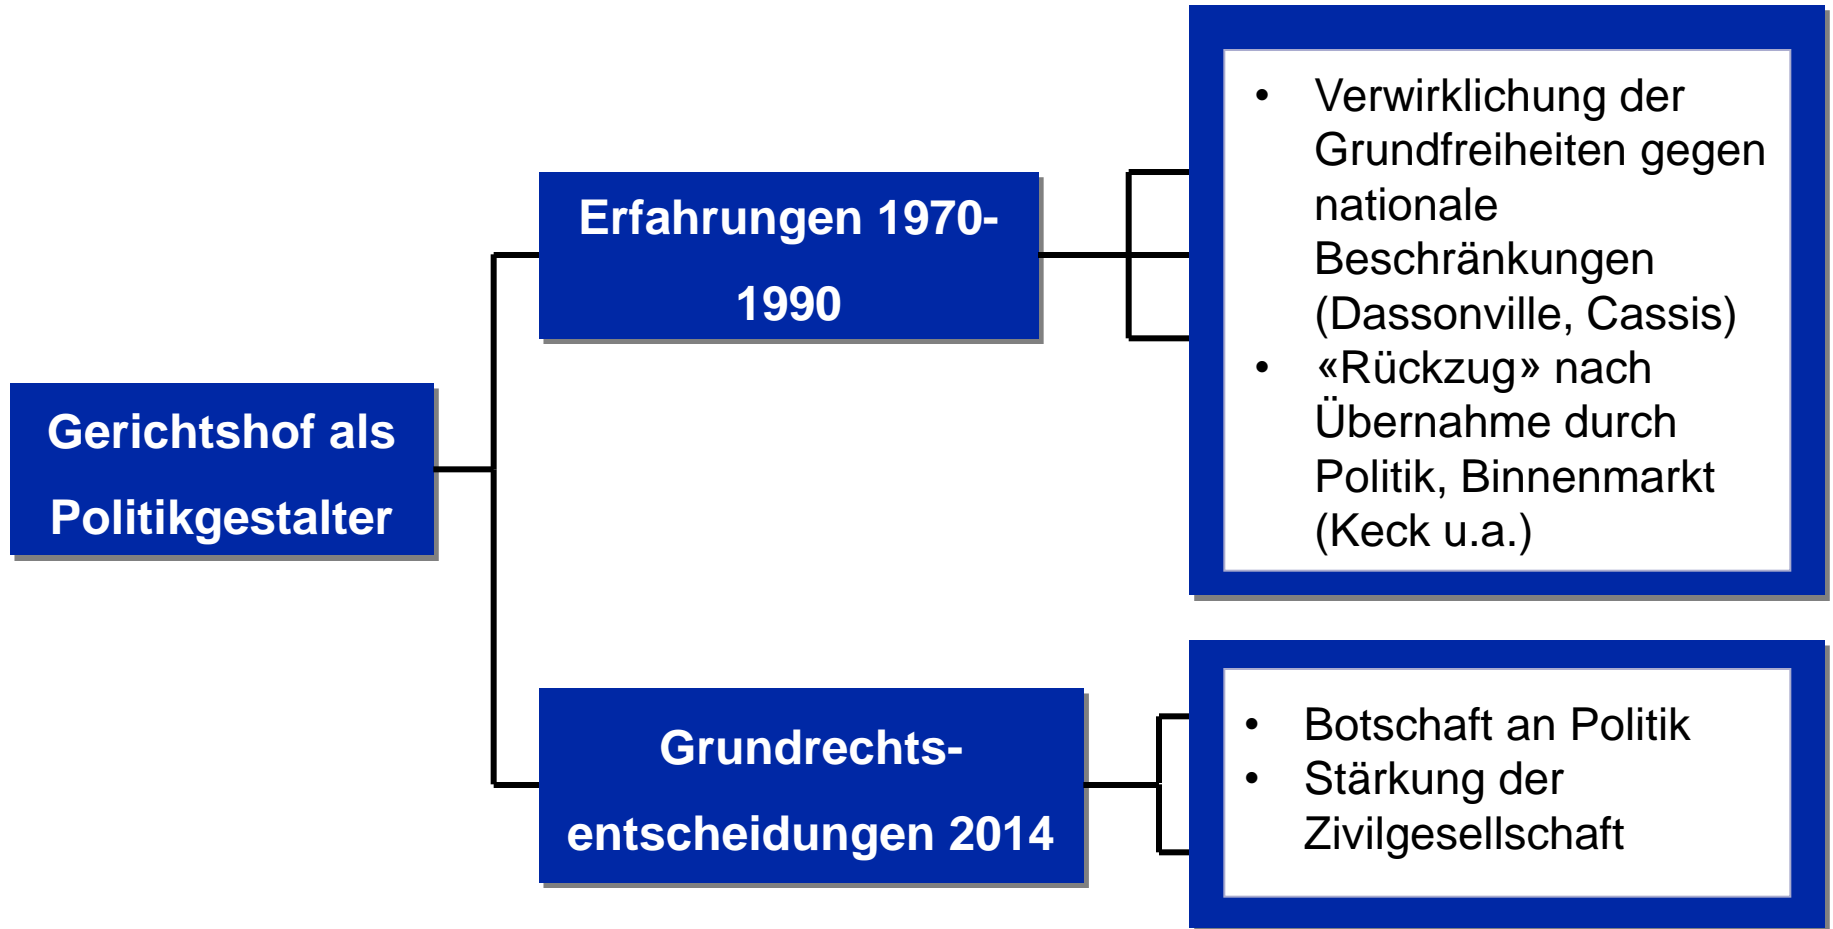 Gerichtshof als
Politikgestalter
Erfahrungen 1970-
1990
• Verwirklichung der
Grundfreiheiten gegen
nationale
Beschränkungen
(Dassonville, Cassis)
• «Rückzug» nach
Übernahme durch
Politik, Binnenmarkt
(Keck u.a.)
Grundrechts-
entscheidungen 2014
• Botschaft an Politik
• Stärkung der
Zivilgesellschaft